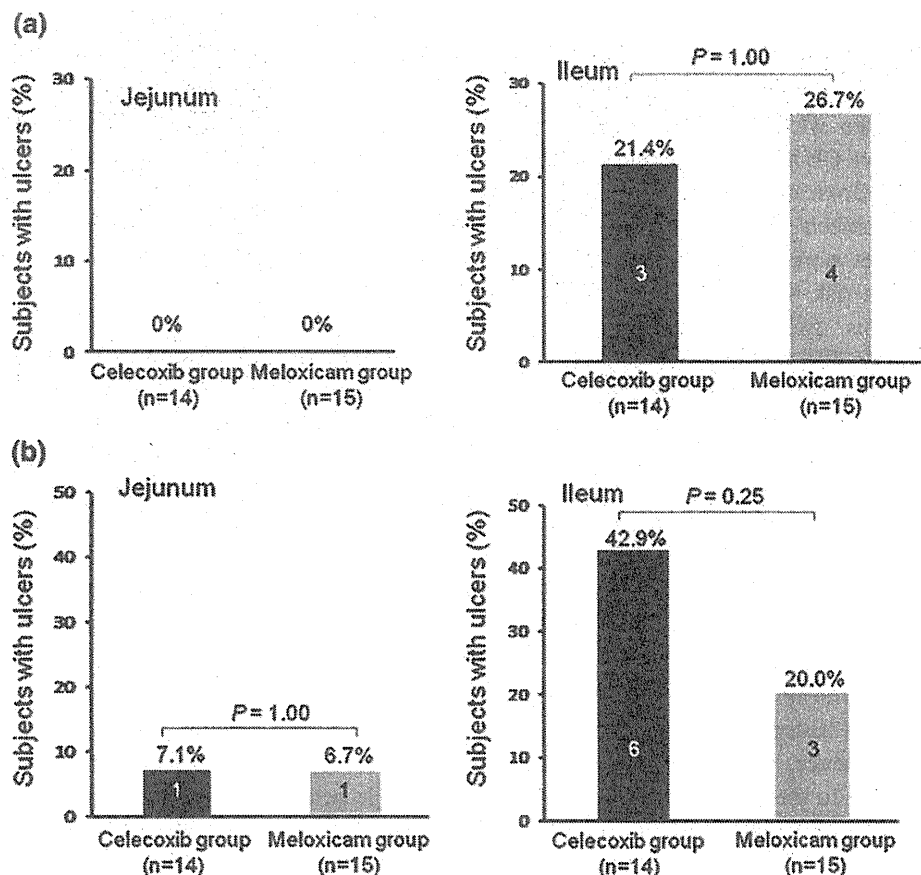 (a)
Subjects with ulcers (%)
30
20
10
0
Jejunum
0%
0%
Celecoxib group
(n=14)
Meloxicam group
(n=15)
Subjects with ulcers (%)
30
20
10
0
Ileum
P = 1.00
21.4%
26.7%
3
4
Celecoxib group
(n=14)
Meloxicam group
(n=15)
(b)
Subjects with ulcers (%)
50
40
30
20
10
0
Jejunum
P = 1.00
7.1%
6.7%
1
1
Celecoxib group
(n=14)
Meloxicam group
(n=15)
Subjects with ulcers (%)
50
40
30
20
10
0
Ileum
P = 0.25
42.9%
20.0%
6
3
Celecoxib group
(n=14)
Meloxicam group
(n=15)